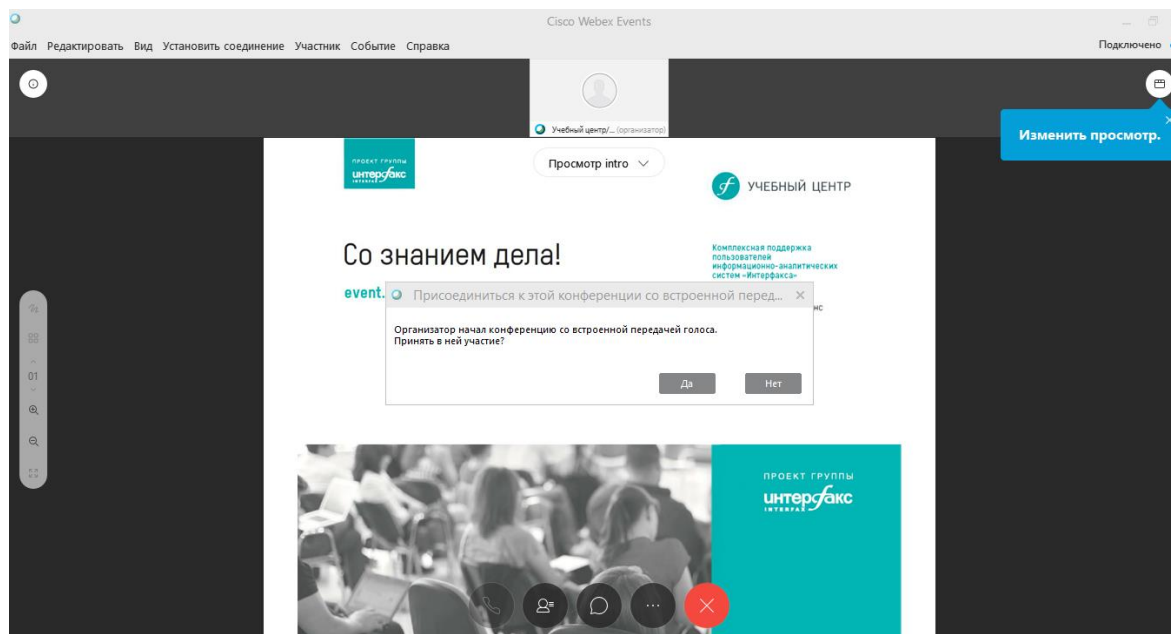 Cisco Webex Events
Файл Редактировать Вид Установить соединение Участник Событие Справка
Подключено
Учебный центр/... (организатор)
Изменить просмотр.
ПРОЕКТ ГРУППЫ
интерфакс
Просмотр intro
УЧЕБНЫЙ ЦЕНТР
Со знанием дела!
Комплексная поддержка
пользователей
информационно-аналитических
систем «Интерфакса»
event.
нс
Присоединиться к этой конференции со встроенной перед...
Организатор начал конференцию со встроенной передачей голоса.
Принять в ней участие?
Да Нет
01
ПРОЕКТ ГРУППЫ
интерфакс